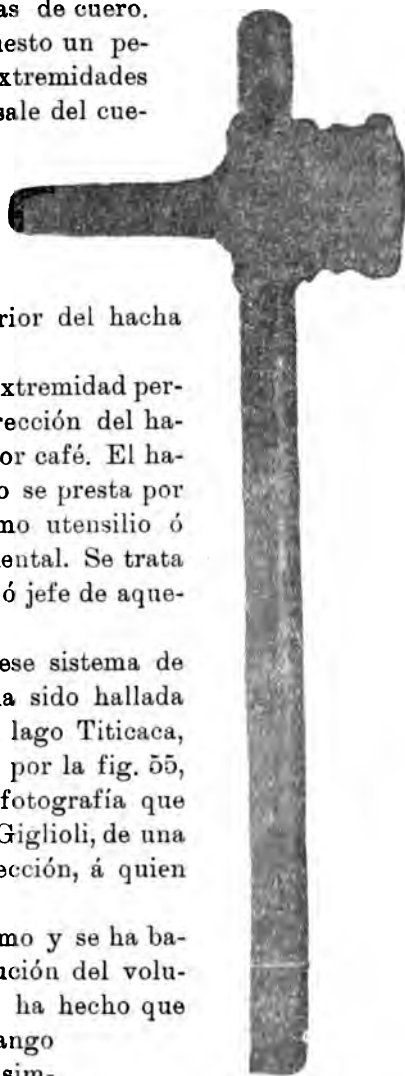 as de cuero.
esto un pe-
xtremidades
sale del cue-
rior del hacha
xtremidad per-
rección del ha-
or café. El ha-
o se presta por
mo utensilio ó
ental. Se trata
ó jefe de aque-
ese sistema de
a sido hallada
lago Titicaca,
por la fig. 55,
fotografía que
Giglioli, de una
ección, á quien
mo y se ha ba-
ución del volu-
ha hecho que
ango
sim-